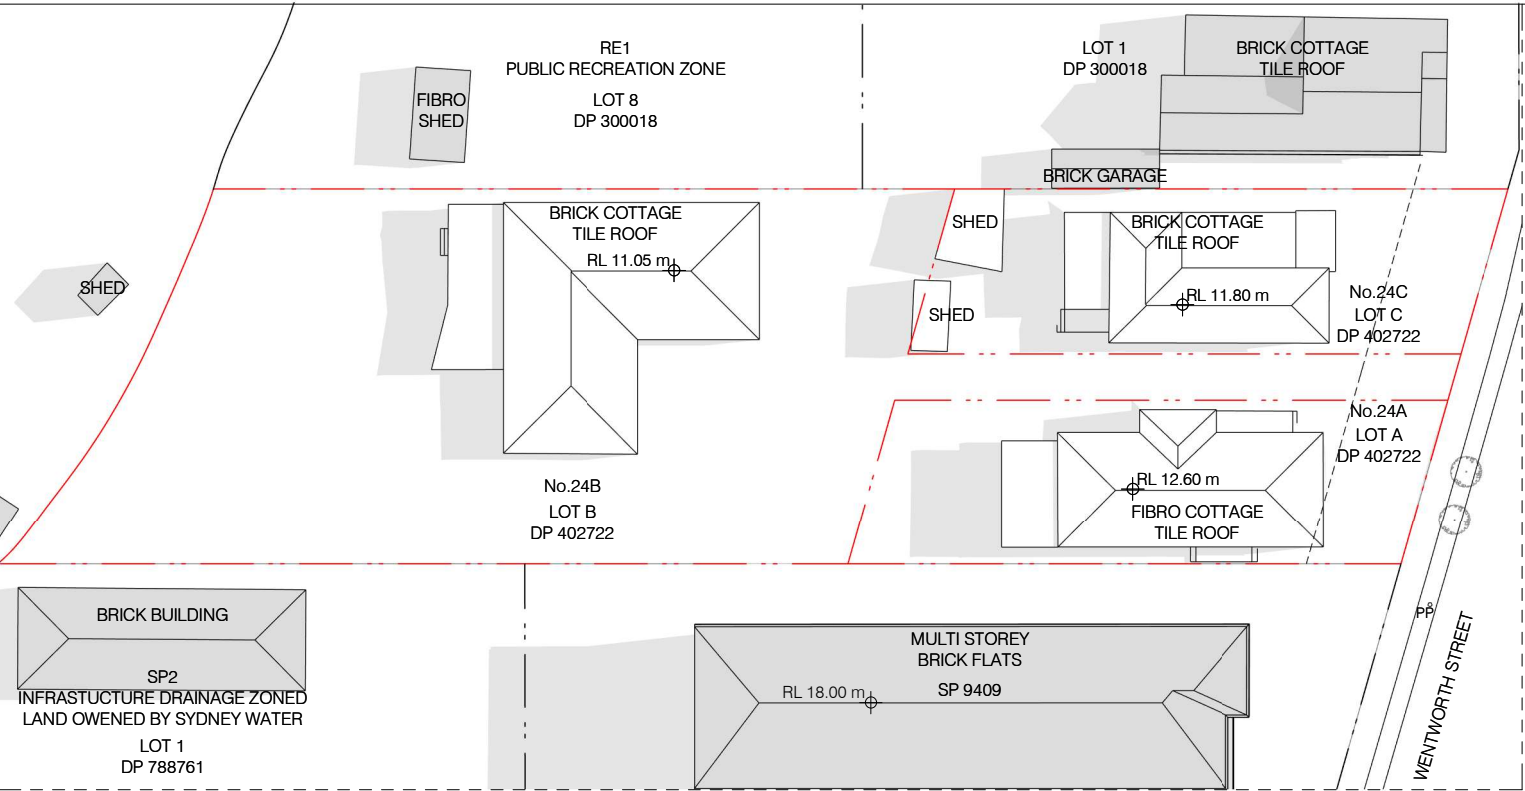 RE1
PUBLIC RECREATION ZONE
LOT 8
DP 300018
FIBRO
SHED
LOT 1
DP 300018
BRICK COTTAGE
TILE ROOF
BRICK GARAGE
BRICK COTTAGE
TILE ROOF
RL 11.05 m
SHED
SHED
SHED
BRICK COTTAGE
TILE ROOF
RL 11.80 m
No.24C
LOT C
DP 402722
No.24A
LOT A
DP 402722
RL 12.60 m
FIBRO COTTAGE
TILE ROOF
No.24B
LOT B
DP 402722
BRICK BUILDING
SP2
INFRASTUCTURE DRAINAGE ZONED
LAND OWENED BY SYDNEY WATER
LOT 1
DP 788761
MULTI STOREY
BRICK FLATS
SP 9409
RL 18.00 m
PP
WENTWORTH STREET